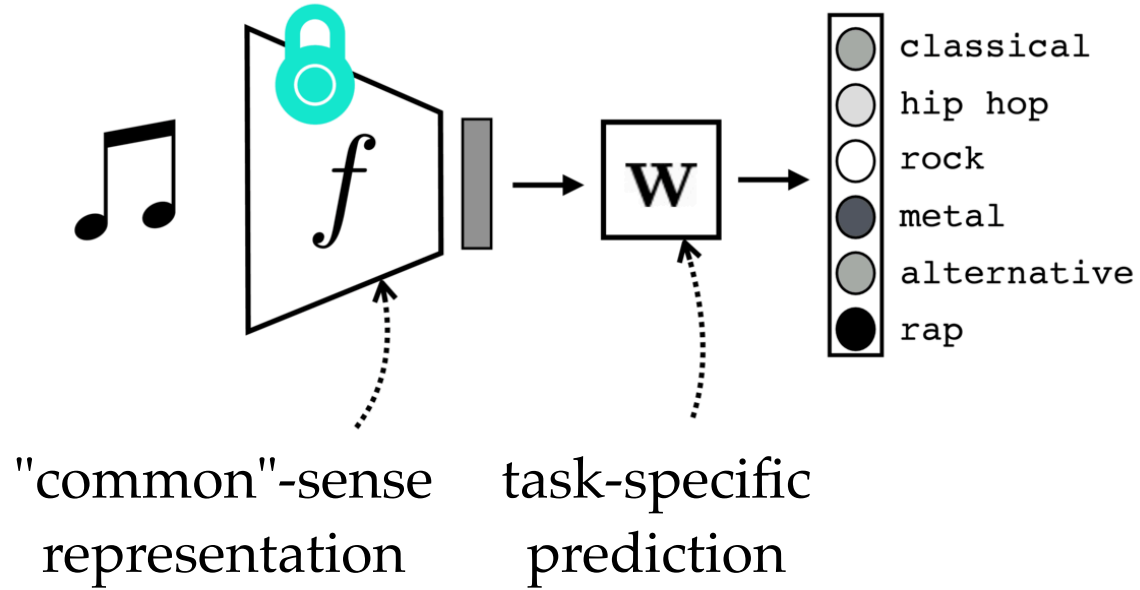 f
W
classical
hip hop
rock
metal
alternative
rap
"common"-sense
representation
task-specific
prediction